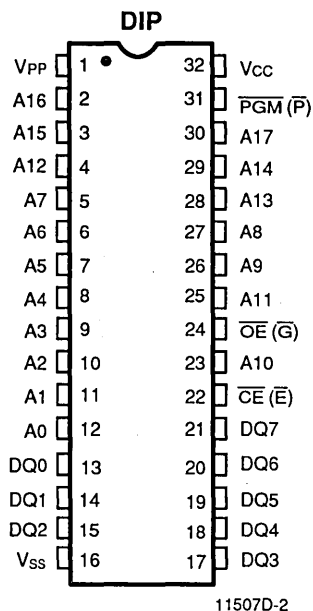 DIP
VPP 1 32 VCC
A16 2 31 PGM (P)
A15 3 30 A17
A12 4 29 A14
A7 5 28 A13
A6 6 27 A8
A5 7 26 A9
A4 8 25 A11
A3 9 24 OE (G)
A2 10 23 A10
A1 11 22 CE (E)
A0 12 21 DQ7
DQ0 13 20 DQ6
DQ1 14 19 DQ5
DQ2 15 18 DQ4
VSS 16 17 DQ3
11507D-2